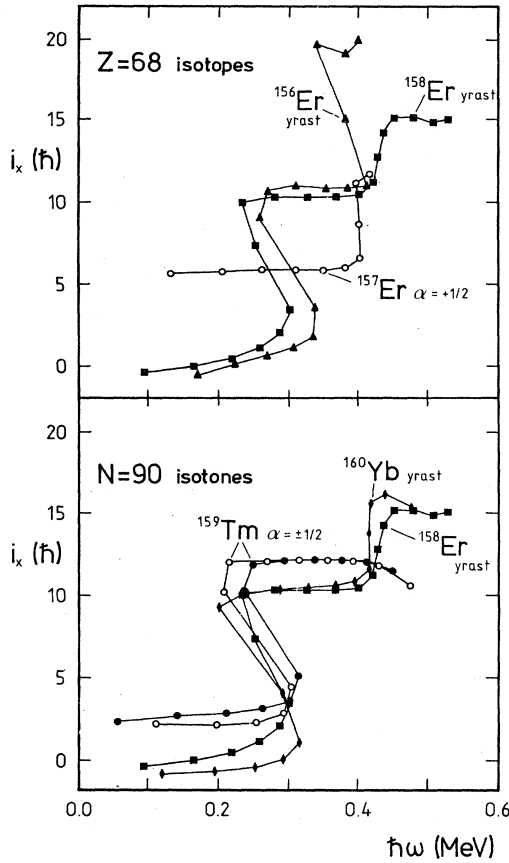 20
Z=68 isotopes
¹⁵⁶Er
yrast
¹⁵⁸Er yrast
15
iₓ (ħ)
10
5
¹⁵⁷Er α = +1/2
0
20
N=90 isotones
¹⁶⁰Yb yrast
¹⁵⁹Tm α = ±1/2
15
¹⁵⁸Er
yrast
iₓ (ħ)
10
5
0
0.0 0.2 0.4 0.6
ħω (MeV)